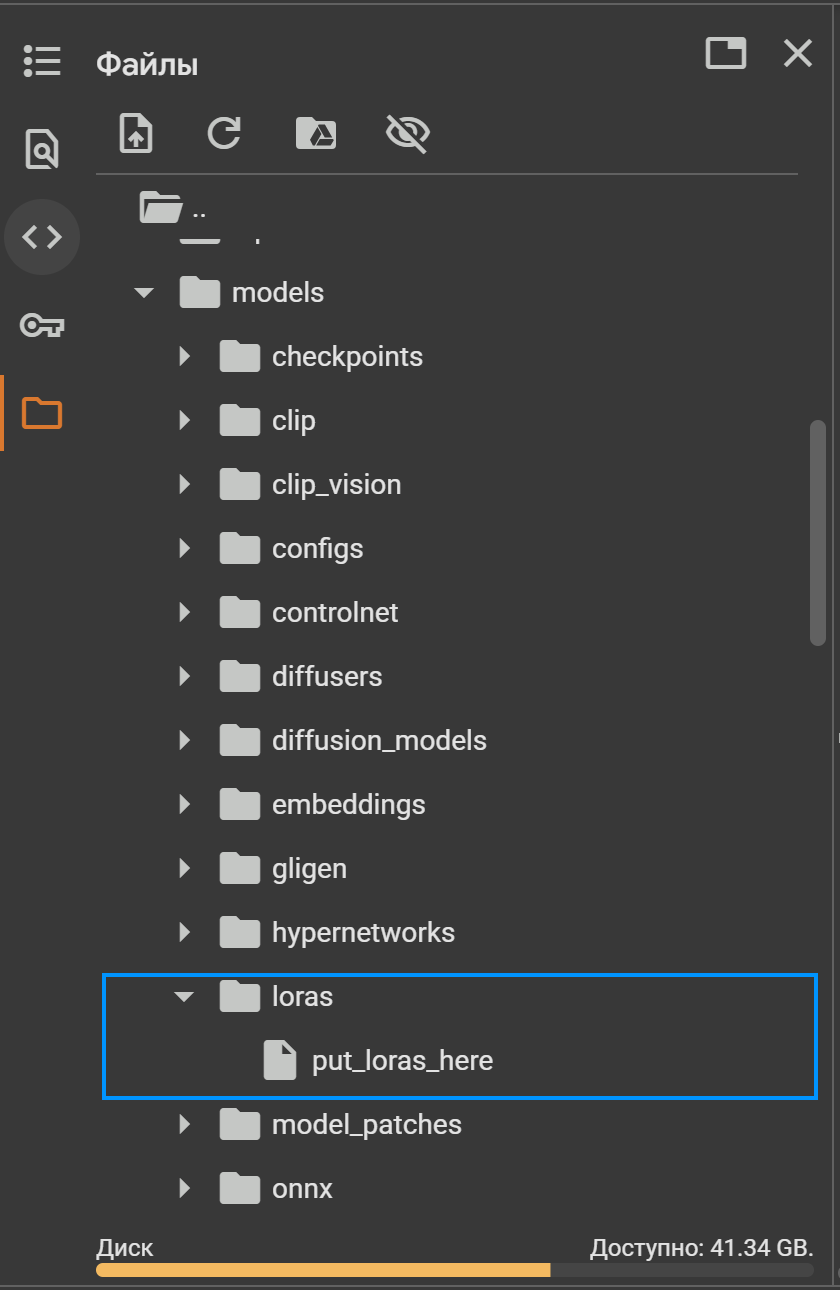 Файлы
..
models
checkpoints
clip
clip_vision
configs
controlnet
diffusers
diffusion_models
embeddings
gligen
hypernetworks
loras
put_loras_here
model_patches
onnx
Диск
Доступно: 41.34 GB.